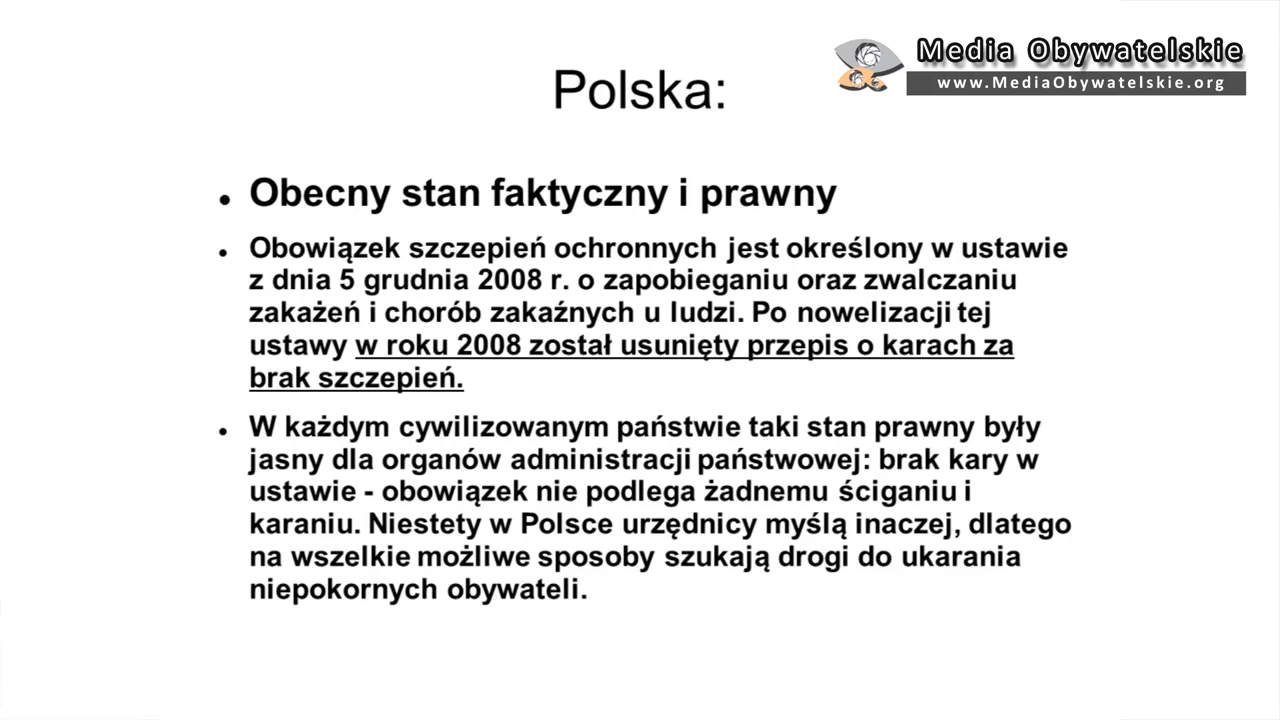 Media Obywatelskie
www.MediaObywatelskie.org
Polska:
• Obecny stan faktyczny i prawny
• Obowiązek szczepień ochronnych jest określony w ustawie
z dnia 5 grudnia 2008 r. o zapobieganiu oraz zwalczaniu
zakażeń i chorób zakaźnych u ludzi. Po nowelizacji tej
ustawy w roku 2008 został usunięty przepis o karach za
brak szczepień.
• W każdym cywilizowanym państwie taki stan prawny były
jasny dla organów administracji państwowej: brak kary w
ustawie - obowiązek nie podlega żadnemu ściganiu i
karaniu. Niestety w Polsce urzędnicy myślą inaczej, dlatego
na wszelkie możliwe sposoby szukają drogi do ukarania
niepokornych obywateli.